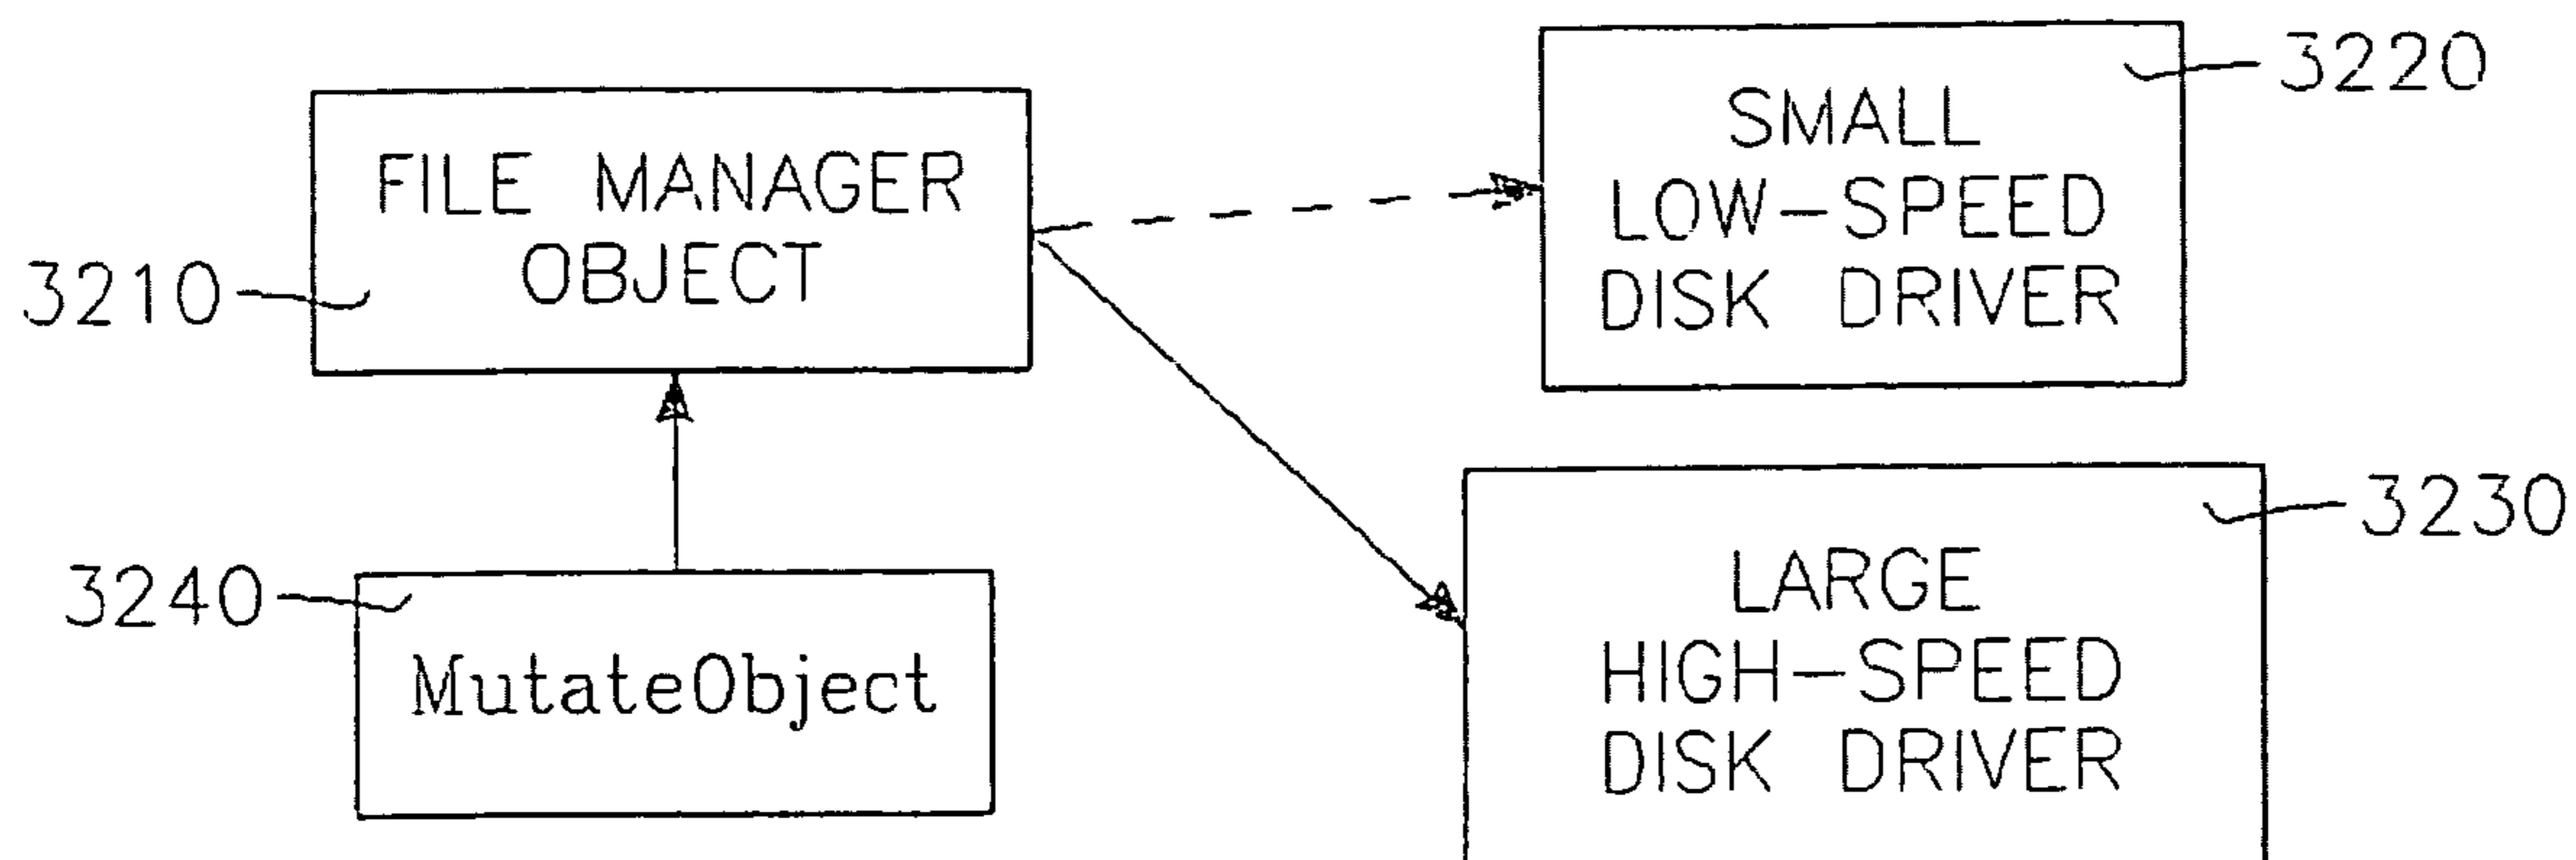 FILE MANAGER
OBJECT
3210
SMALL
LOW-SPEED
DISK DRIVER
3220
MutateObject
3240
LARGE
HIGH-SPEED
DISK DRIVER
3230